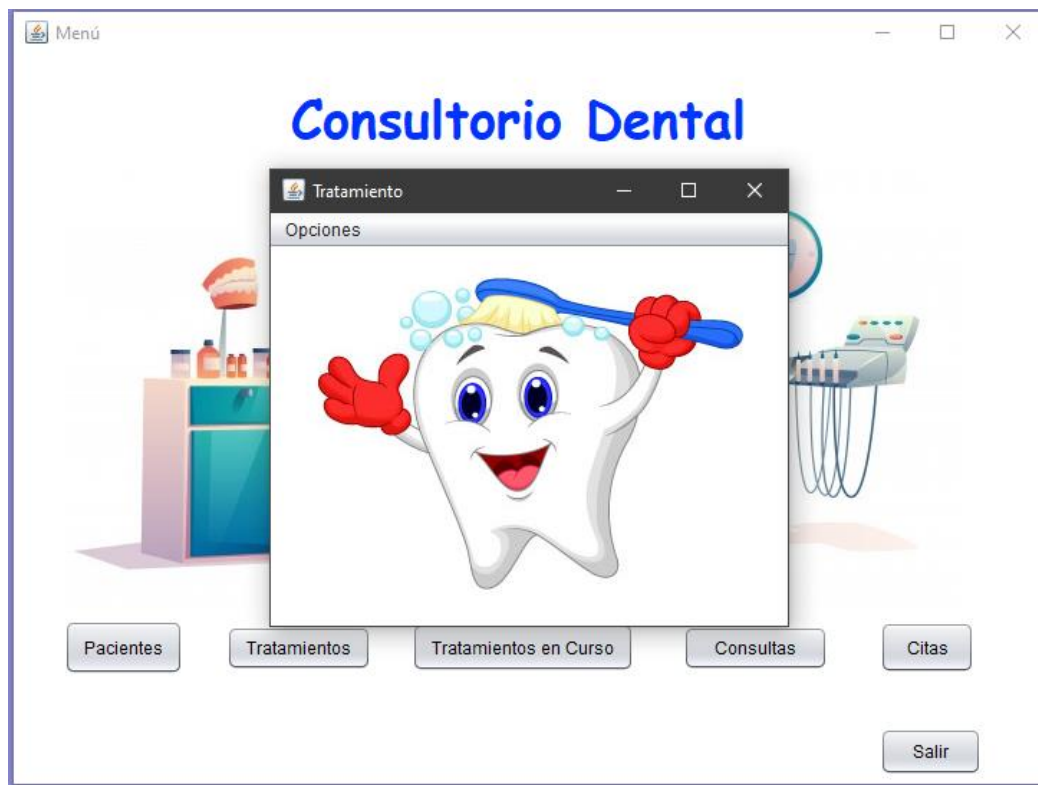 Menú
Consultorio Dental
Tratamiento
Opciones
Pacientes
Tratamientos
Tratamientos en Curso
Consultas
Citas
Salir